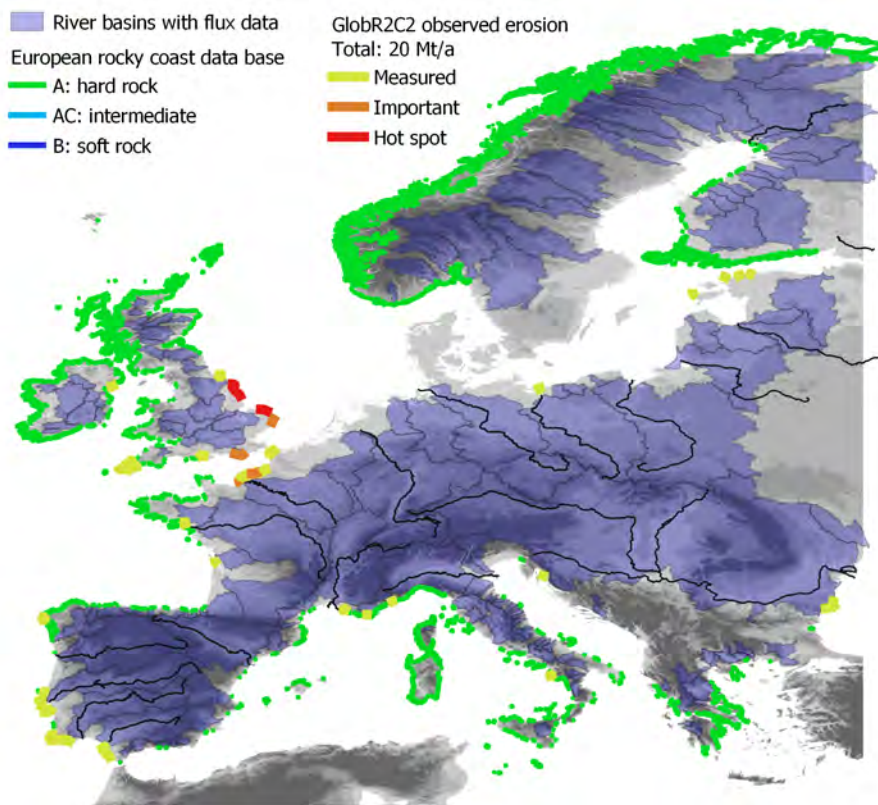 River basins with flux data
European rocky coast data base
A: hard rock
AC: intermediate
B: soft rock
GlobR2C2 observed erosion
Total: 20 Mt/a
Measured
Important
Hot spot